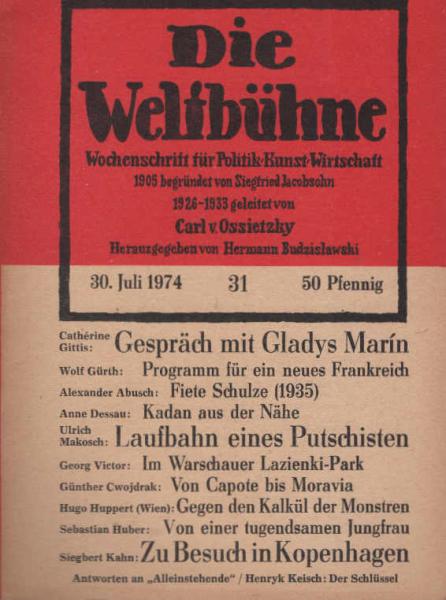 Die
Weltbühne
Wochenschrift für Politik·Kunst·Wirtschaft
1905 begründet von Siegfried Jacobsohn
1926-1933 geleitet von
Carl v. Ossietzky
Herausgegeben von Hermann Budzislawski
30. Juli 1974 31 50 Pfennig
Cathérine Gittis: Gespräch mit Gladys Marín
Wolf Gürth: Programm für ein neues Frankreich
Alexander Abusch: Fiete Schulze (1935)
Anne Dessau: Kadan aus der Nähe
Ulrich Makosch: Laufbahn eines Putschisten
Georg Victor: Im Warschauer Lazienki-Park
Günther Cwojdrak: Von Capote bis Moravia
Hugo Huppert (Wien): Gegen den Kalkül der Monstren
Sebastian Huber: Von einer tugendsamen Jungfrau
Siegbert Kahn: Zu Besuch in Kopenhagen
Antworten an „Alleinstehende" / Henryk Keisch: Der Schlüssel